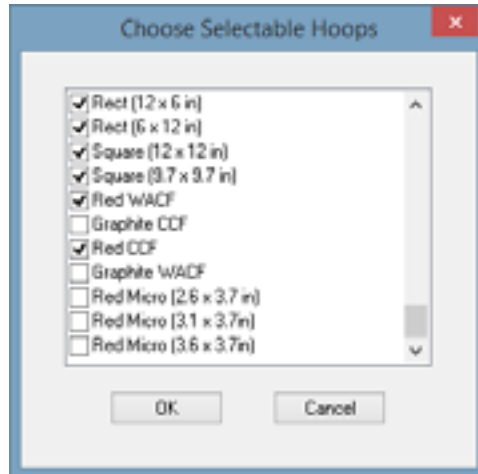 Choose Selectable Hoops
Rect (12 x 6 in)
Rect (6 x 12 in)
Square (12 x 12 in)
Square (9.7 x 9.7 in)
Red WACF
Graphite CCF
Red CCF
Graphite WACF
Red Micro (2.6 x 3.7 in)
Red Micro (3.1 x 3.7in)
Red Micro (3.6 x 3.7in)
OK Cancel